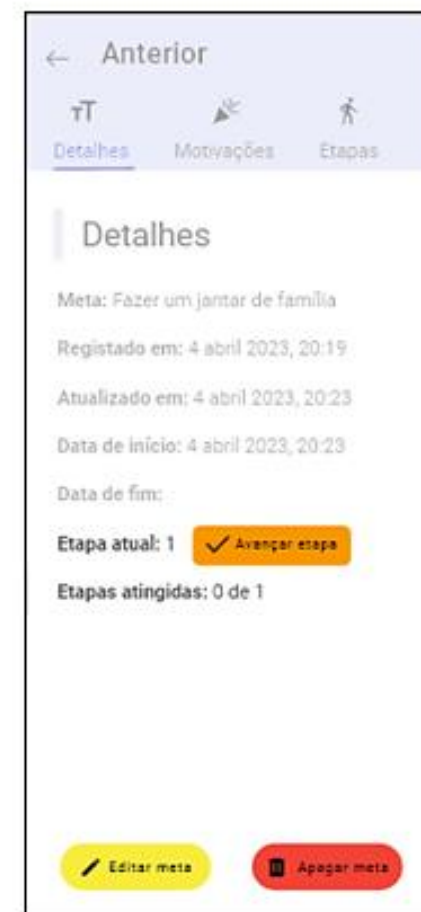 ← Anterior
тT
Detalhes Motivações Etapas
Detalhes
Meta: Fazer um jantar de família
Registado em: 4 abril 2023, 20:19
Atualizado em: 4 abril 2023, 20:23
Data de início: 4 abril 2023, 20:23
Data de fim:
Etapa atual: 1 Avançar etapa
Etapas atingidas: 0 de 1
Editar meta Apagar meta